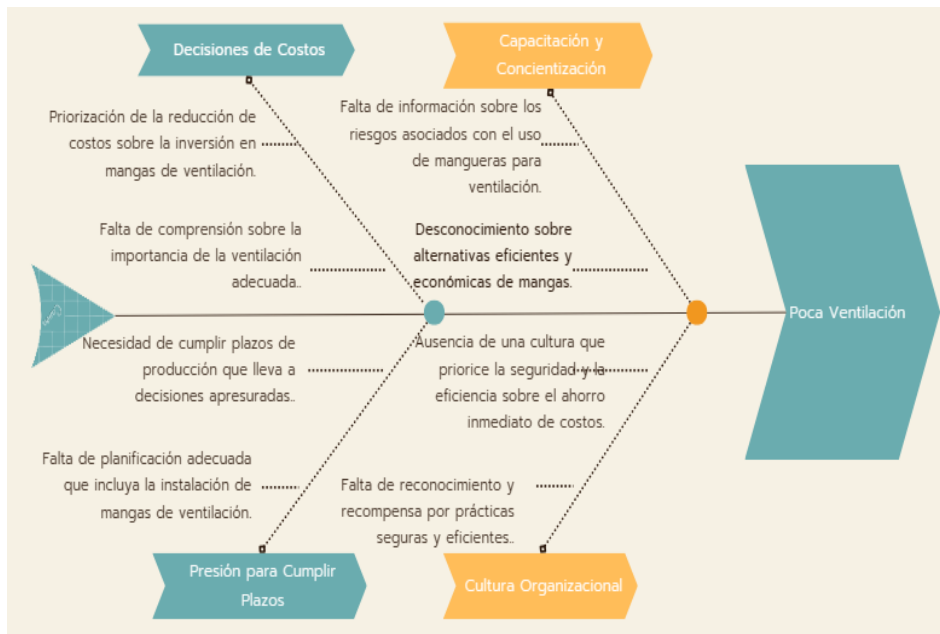 Decisiones de Costos
Capacitación y
Concientización
Priorización de la reducción de
costos sobre la inversión en
mangas de ventilación.
Falta de información sobre los
riesgos asociados con el uso
de mangueras para
ventilación.
Falta de comprensión sobre la
importancia de la ventilación
adecuada..
Desconocimiento sobre
alternativas eficientes y
económicas de mangas.
Poca Ventilación
Necesidad de cumplir plazos de
producción que lleva a
decisiones apresuradas..
Ausencia de una cultura que
priorice la seguridad y la
eficiencia sobre el ahorro
inmediato de costos.
Falta de planificación adecuada
que incluya la instalación de
mangas de ventilación.
Falta de reconocimiento y
recompensa por prácticas
seguras y eficientes..
Presión para Cumplir
Plazos
Cultura Organizacional